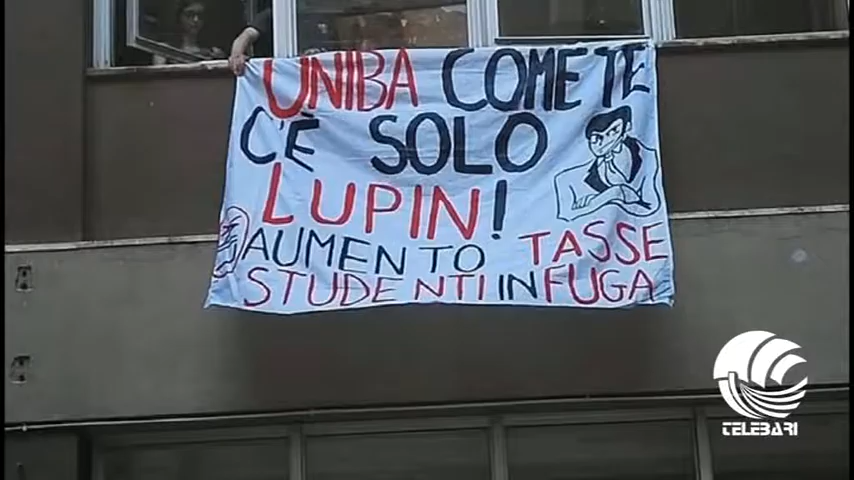 UNIBA COME TE
C'È SOLO
LUPIN!
AUMENTO TASSE
STUDENTI IN FUGA
TELEBARI